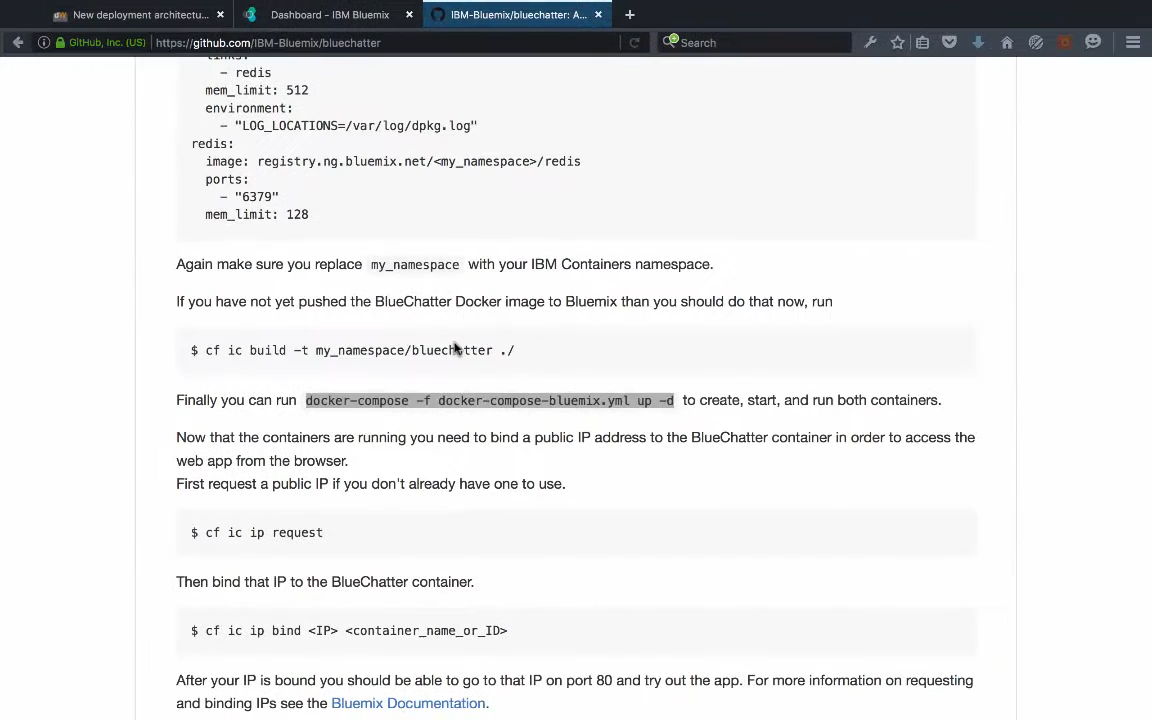 New deployment architectu... ×
Dashboard - IBM Bluemix ×
IBM-Bluemix/bluechatter: A... ×
+
GitHub, Inc. (US) https://github.com/IBM-Bluemix/bluechatter
Search
links:
- redis
mem_limit: 512
environment:
- "LOG_LOCATIONS=/var/log/dpkg.log"
redis:
image: registry.ng.bluemix.net/<my_namespace>/redis
ports:
- "6379"
mem_limit: 128
Again make sure you replace my_namespace with your IBM Containers namespace.
If you have not yet pushed the BlueChatter Docker image to Bluemix than you should do that now, run
$ cf ic build -t my_namespace/bluechatter ./
Finally you can run docker-compose -f docker-compose-bluemix.yml up -d to create, start, and run both containers.
Now that the containers are running you need to bind a public IP address to the BlueChatter container in order to access the
web app from the browser.
First request a public IP if you don't already have one to use.
$ cf ic ip request
Then bind that IP to the BlueChatter container.
$ cf ic ip bind <IP> <container_name_or_ID>
After your IP is bound you should be able to go to that IP on port 80 and try out the app. For more information on requesting
and binding IPs see the Bluemix Documentation.